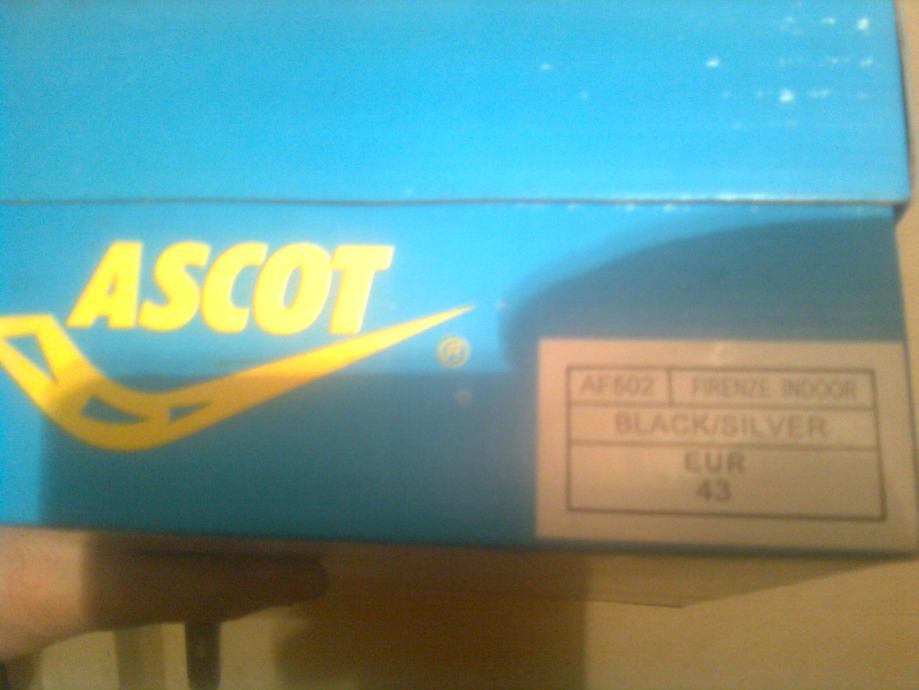 ASCOT
®
AF602 FIRENZE INDOOR
BLACK/SILVER
EUR
43